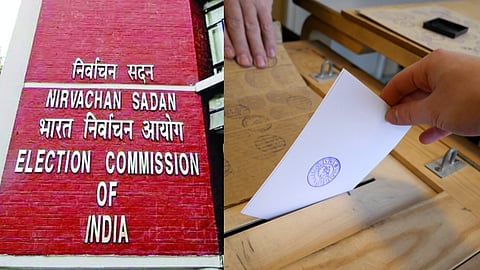 निर्वाचन सदन
NIRVACHAN SADAN
भारत निर्वाचन आयोग
ELECTION COMMISSION
OF
INDIA